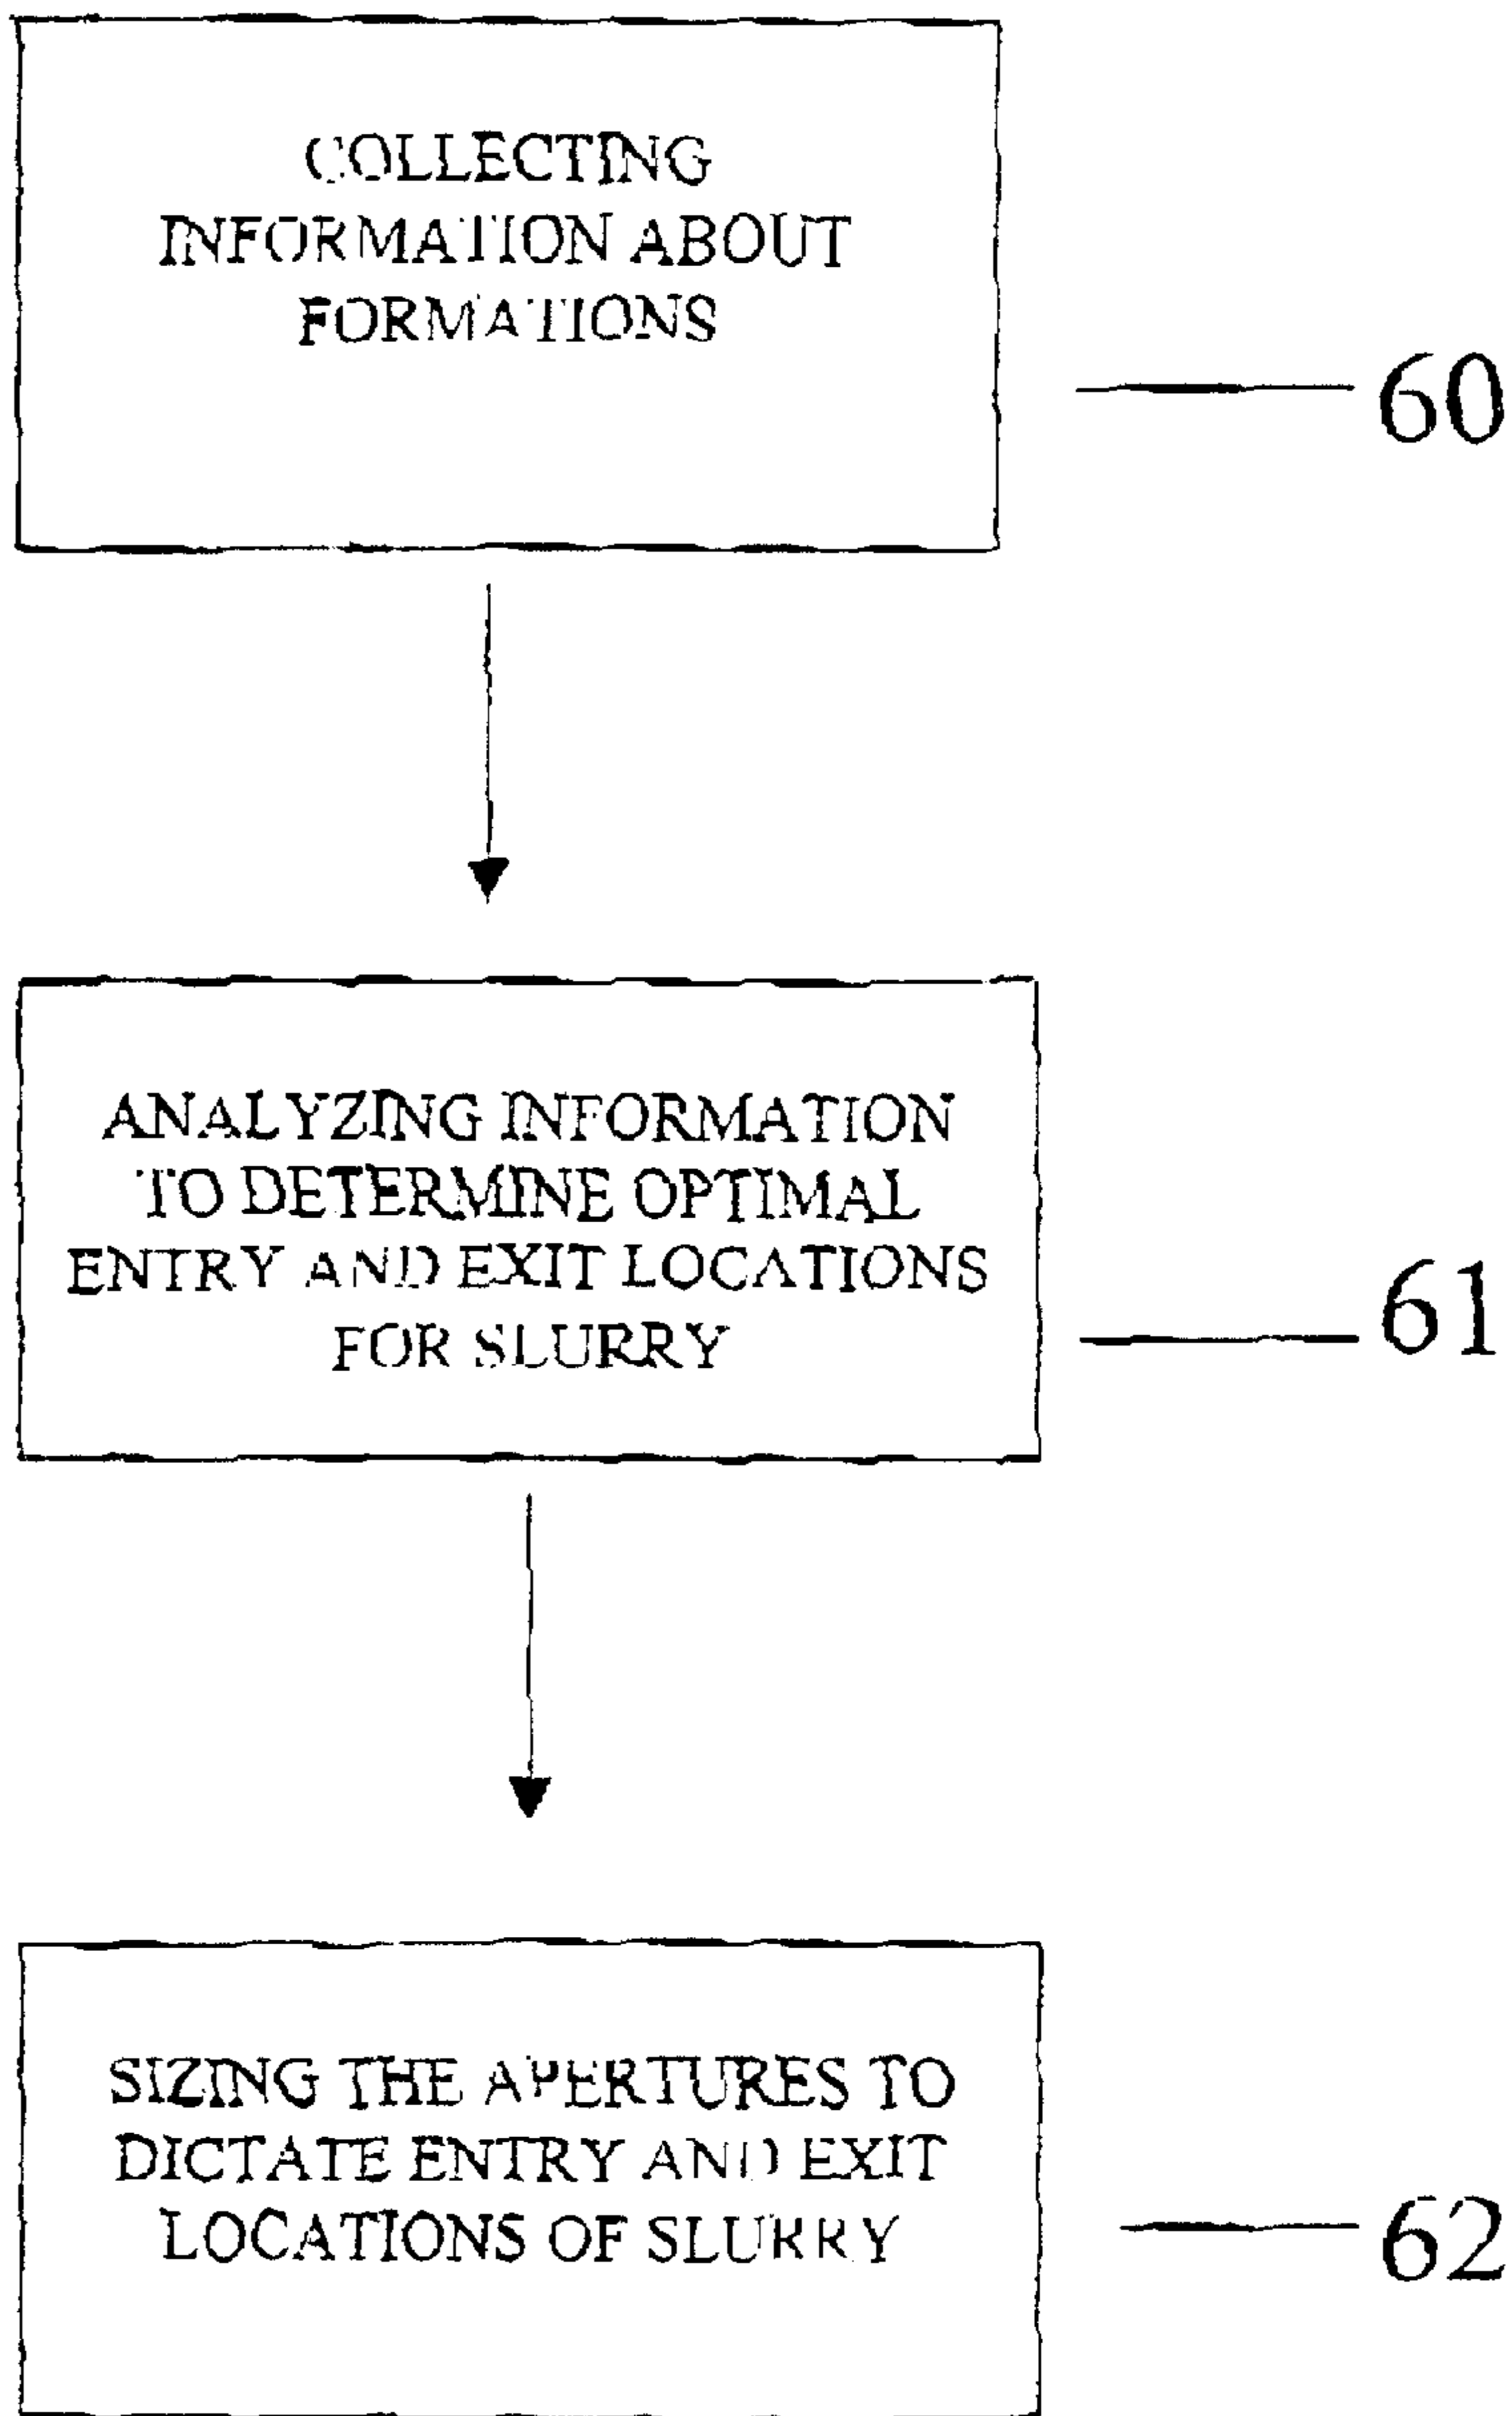 COLLECTING
INFORMATION ABOUT
FORMATIONS
60
ANALYZING INFORMATION
TO DETERMINE OPTIMAL
ENTRY AND EXIT LOCATIONS
FOR SLURRY
61
SIZING THE APERTURES TO
DICTATE ENTRY AND EXIT
LOCATIONS OF SLURRY
62